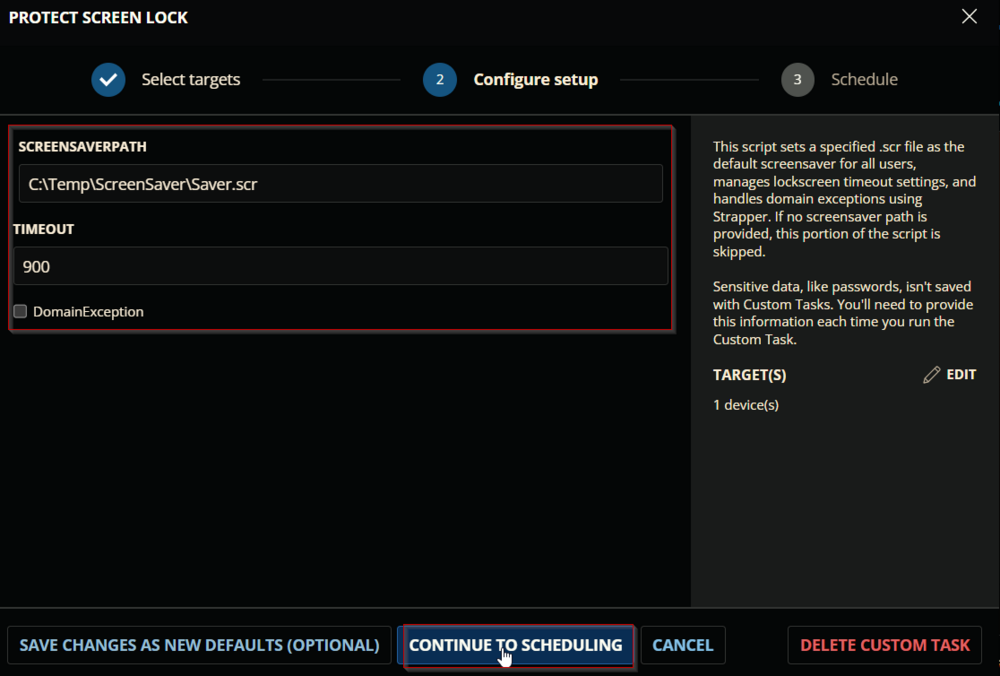 PROTECT SCREEN LOCK
Select targets
2
Configure setup
3
Schedule
SCREENSAVERPATH
C:\Temp\ScreenSaver\Saver.scr
TIMEOUT
900
DomainException
This script sets a specified .scr file as the
default screensaver for all users,
manages lockscreen timeout settings, and
handles domain exceptions using
Strapper. If no screensaver path is
provided, this portion of the script is
skipped.
Sensitive data, like passwords, isn't saved
with Custom Tasks. You'll need to provide
this information each time you run the
Custom Task.
TARGET(S)
EDIT
1 device(s)
SAVE CHANGES AS NEW DEFAULTS (OPTIONAL)
CONTINUE TO SCHEDULING
CANCEL
DELETE CUSTOM TASK